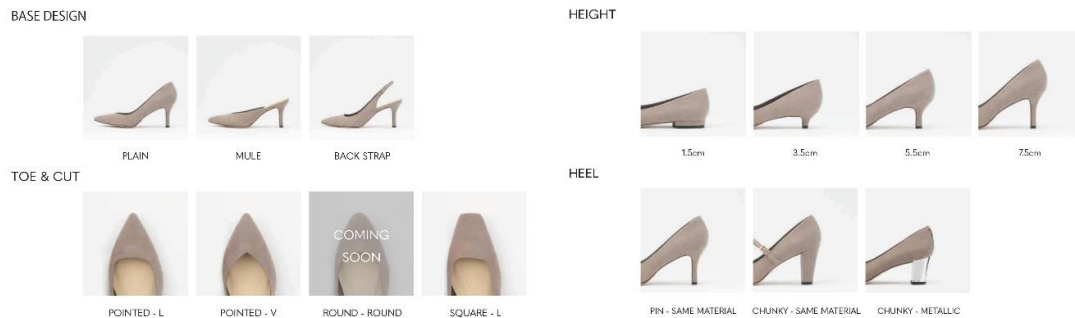 BASE DESIGN
PLAIN
MULE
BACK STRAP
TOE & CUT
COMING
SOON
POINTED - L
POINTED - V
ROUND - ROUND
SQUARE - L
HEIGHT
1.5cm
3.5cm
5.5cm
7.5cm
HEEL
PIN - SAME MATERIAL
CHUNKY - SAME MATERIAL
CHUNKY - METALLIC